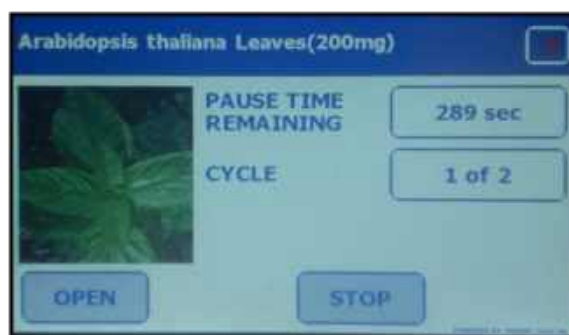 Arabidopsis thaliana Leaves(200mg)
PAUSE TIME
REMAINING
289 sec
CYCLE
1 of 2
OPEN
STOP